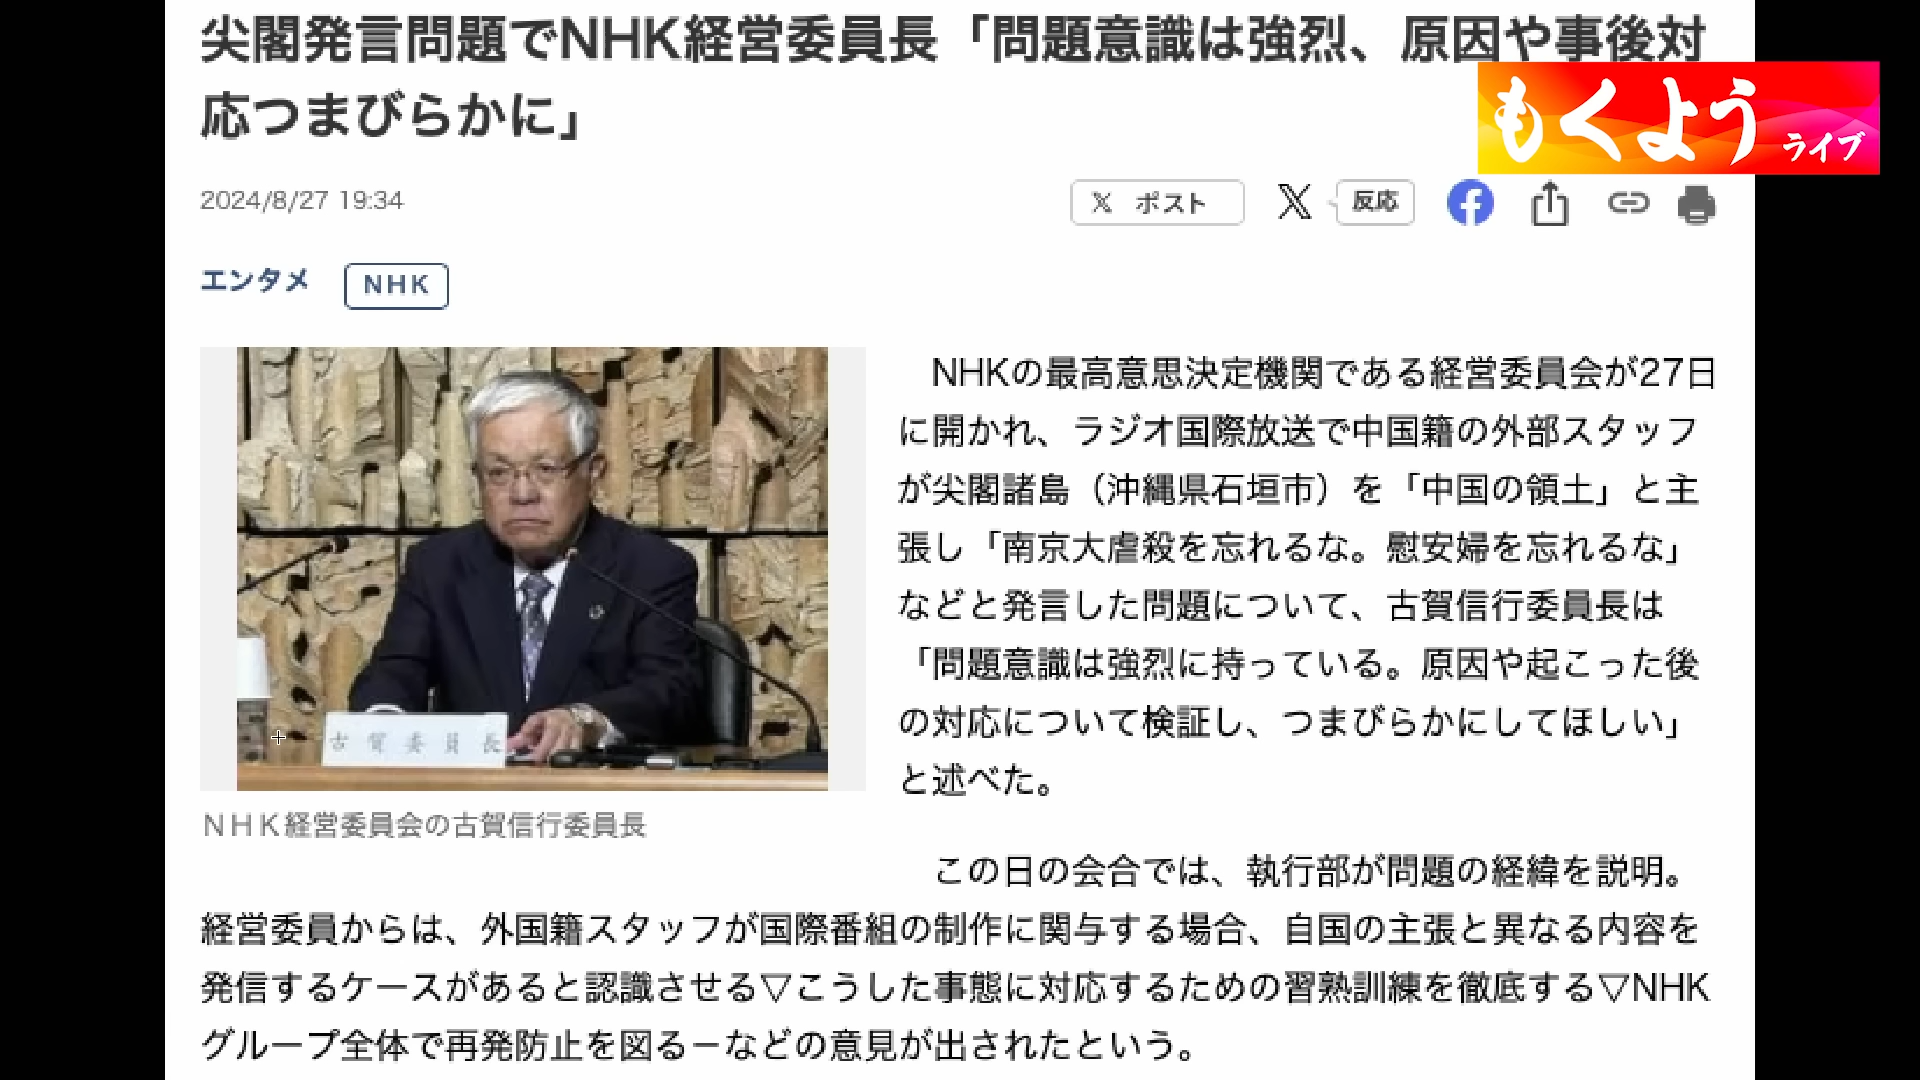 尖閣発言問題でNHK経営委員長「問題意識は強烈、原因や事後対
応つまびらかに」
もくよう
ライブ
2024/8/27 19:34
ポスト
反応
エンタメ
NHK
古賀委員長
NHK経営委員会の古賀信行委員長
NHKの最高意思決定機関である経営委員会が27日
に開かれ、ラジオ国際放送で中国籍の外部スタッフ
が尖閣諸島（沖縄県石垣市）を「中国の領土」と主
張し「南京大虐殺を忘れるな。慰安婦を忘れるな」
などと発言した問題について、古賀信行委員長は
「問題意識は強烈に持っている。原因や起こった後
の対応について検証し、つまびらかにしてほしい」
と述べた。
この日の会合では、執行部が問題の経緯を説明。
経営委員からは、外国籍スタッフが国際番組の制作に関与する場合、自国の主張と異なる内容を
発信するケースがあると認識させる▽こうした事態に対応するための習熟訓練を徹底する▽NHK
グループ全体で再発防止を図る－などの意見が出されたという。